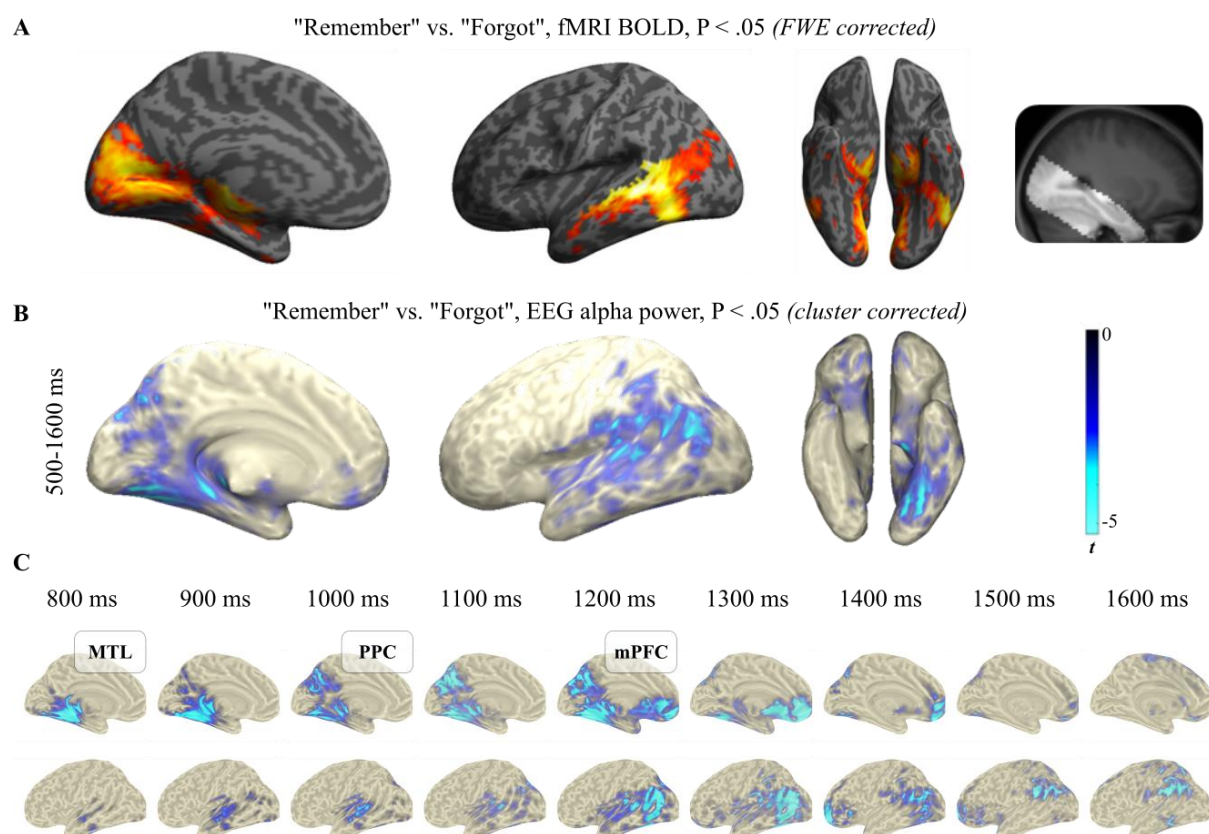 A
"Remember" vs. "Forgot", fMRI BOLD, P < .05 (FWE corrected)
B
"Remember" vs. "Forgot", EEG alpha power, P < .05 (cluster corrected)
500-1600 ms
0
-5
t
C
800 ms 900 ms 1000 ms 1100 ms 1200 ms 1300 ms 1400 ms 1500 ms 1600 ms
MTL PPC mPFC